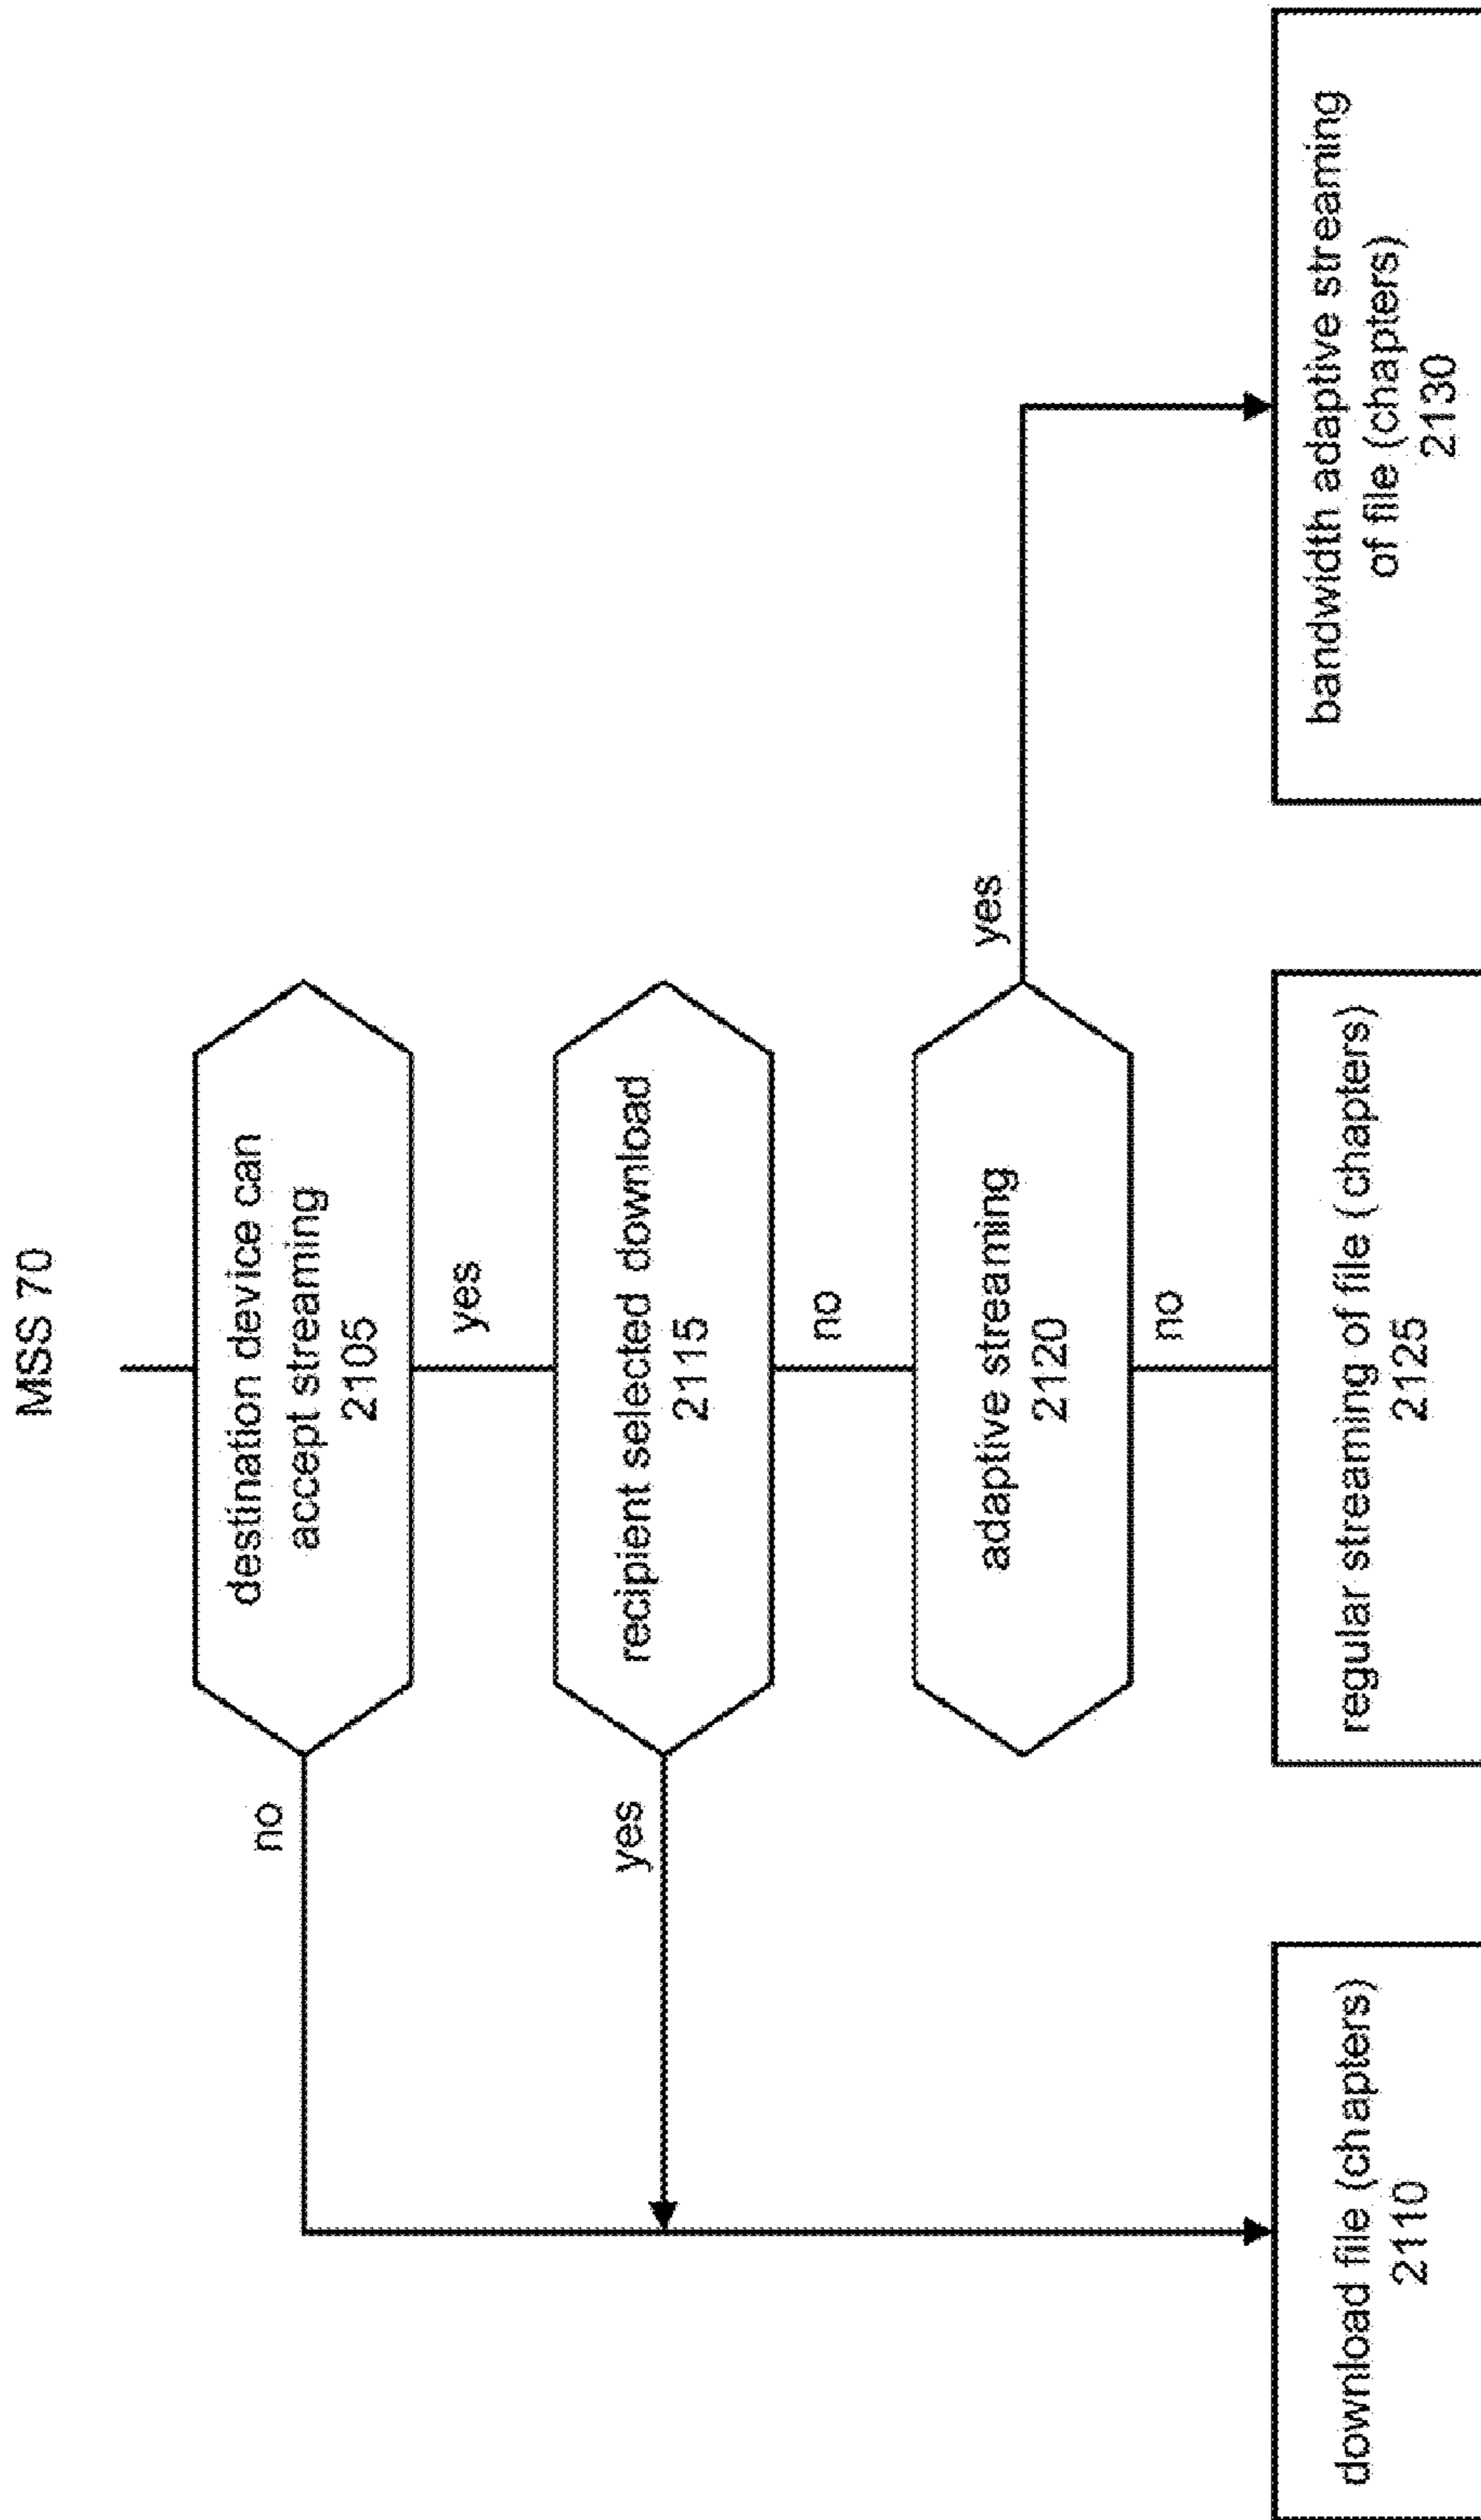 MSS 70
destination device can
accept streaming
2105
no
yes
recipient selected download
2115
yes
no
adaptive streaming
2120
yes
no
download file (chapters)
2110
regular streaming of file (chapters)
2125
bandwidth adaptive streaming
of file (chapters)
2130